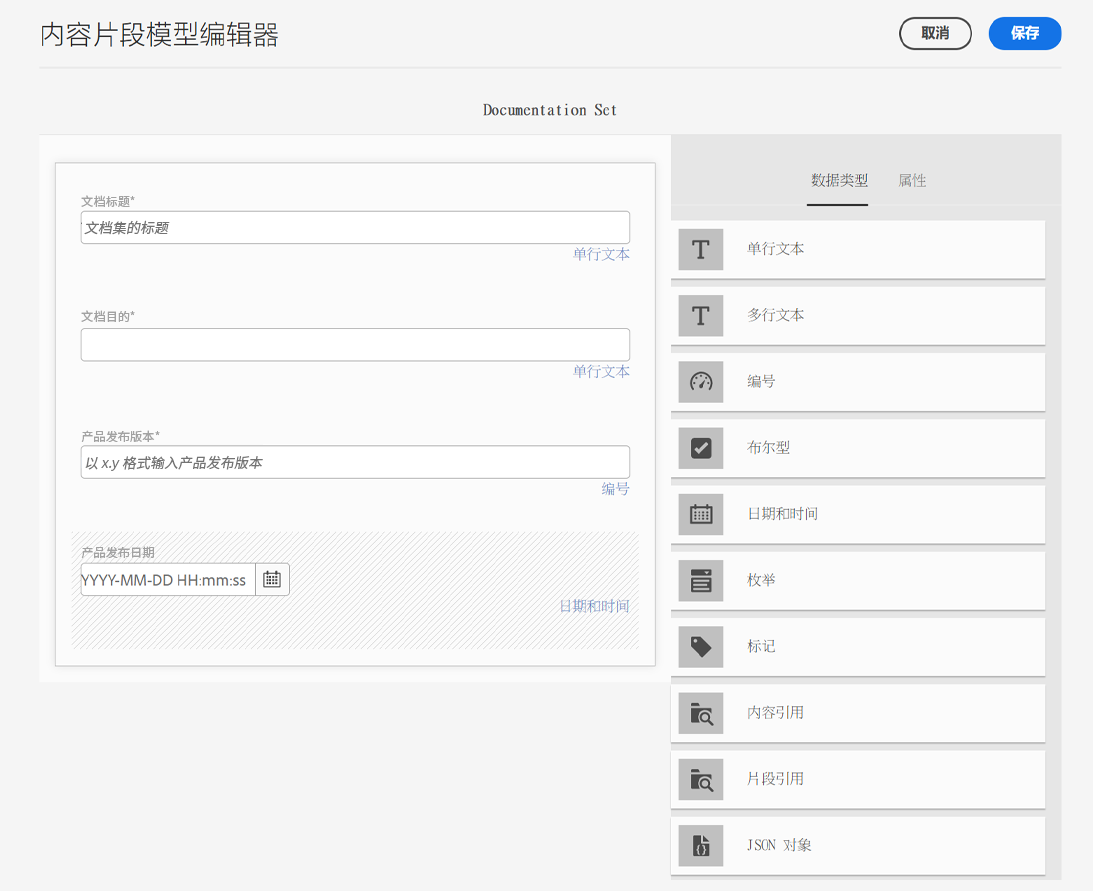 内容片段模型编辑器
取消
保存
Documentation Set
文档标题*
文档集的标题
单行文本
文档目的*
单行文本
产品发布版本*
以 x.y 格式输入产品发布版本
编号
产品发布日期
YYYY-MM-DD HH:mm:ss
日期和时间
数据类型
属性
单行文本
多行文本
编号
布尔型
日期和时间
枚举
标记
内容引用
片段引用
JSON 对象